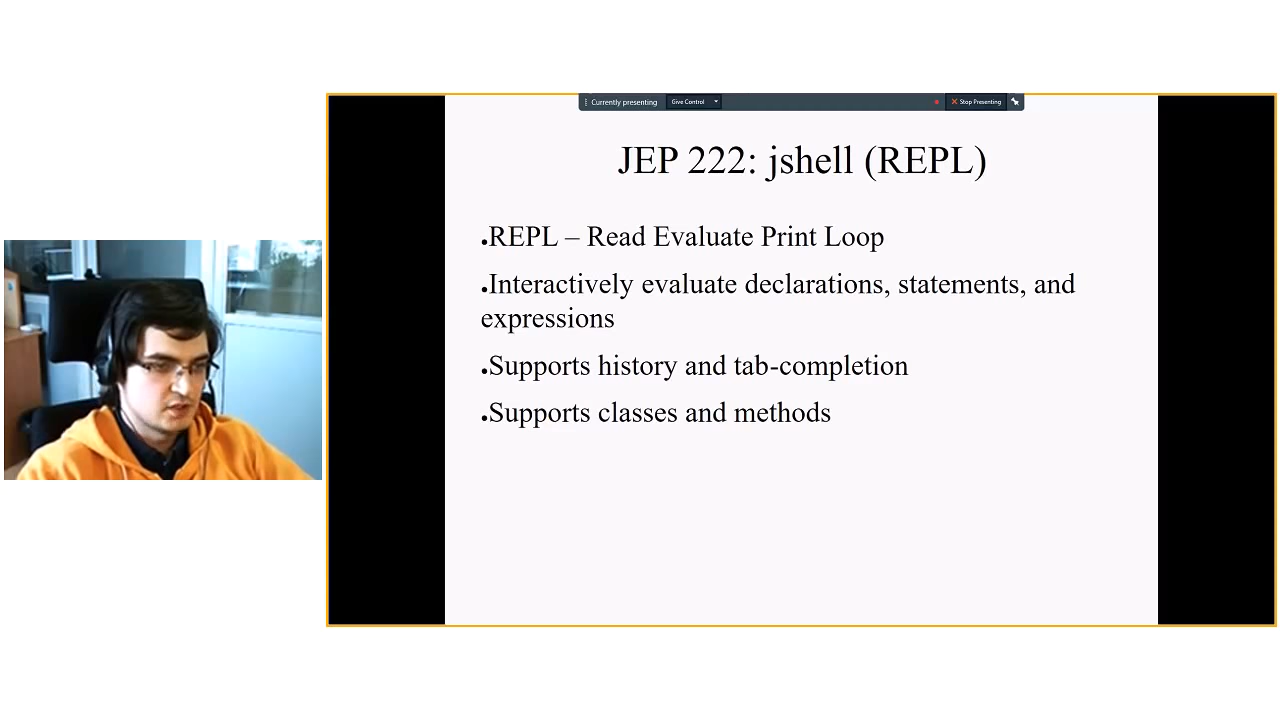 Currently presenting Give Control Stop Presenting
JEP 222: jshell (REPL)
●REPL – Read Evaluate Print Loop
●Interactively evaluate declarations, statements, and
expressions
●Supports history and tab-completion
●Supports classes and methods